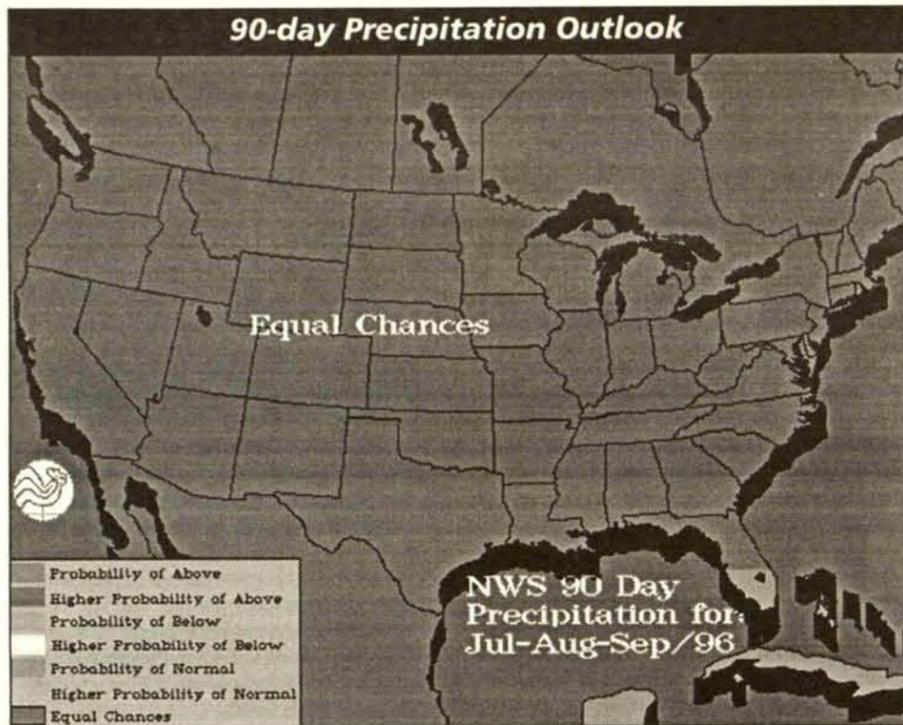 90-day Precipitation Outlook
Equal Chances
NWS 90 Day
Precipitation for:
Jul-Aug-Sep/96
Probability of Above
Higher Probability of Above
Probability of Below
Higher Probability of Below
Probability of Normal
Higher Probability of Normal
Equal Chances